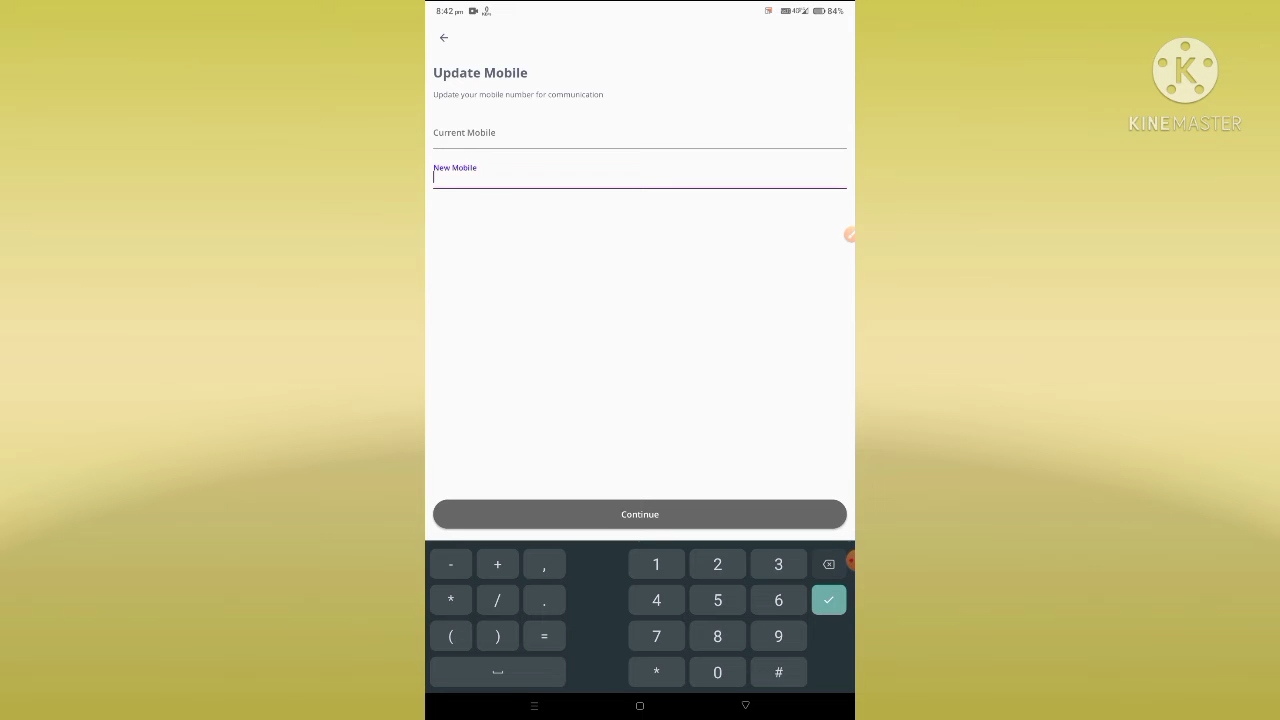 8:42 pm 84%
Update Mobile
Update your mobile number for communication
Current Mobile
New Mobile
Continue
- + , 1 2 3
* / . 4 5 6
( ) = 7 8 9
* 0 #
K
KINEMASTER